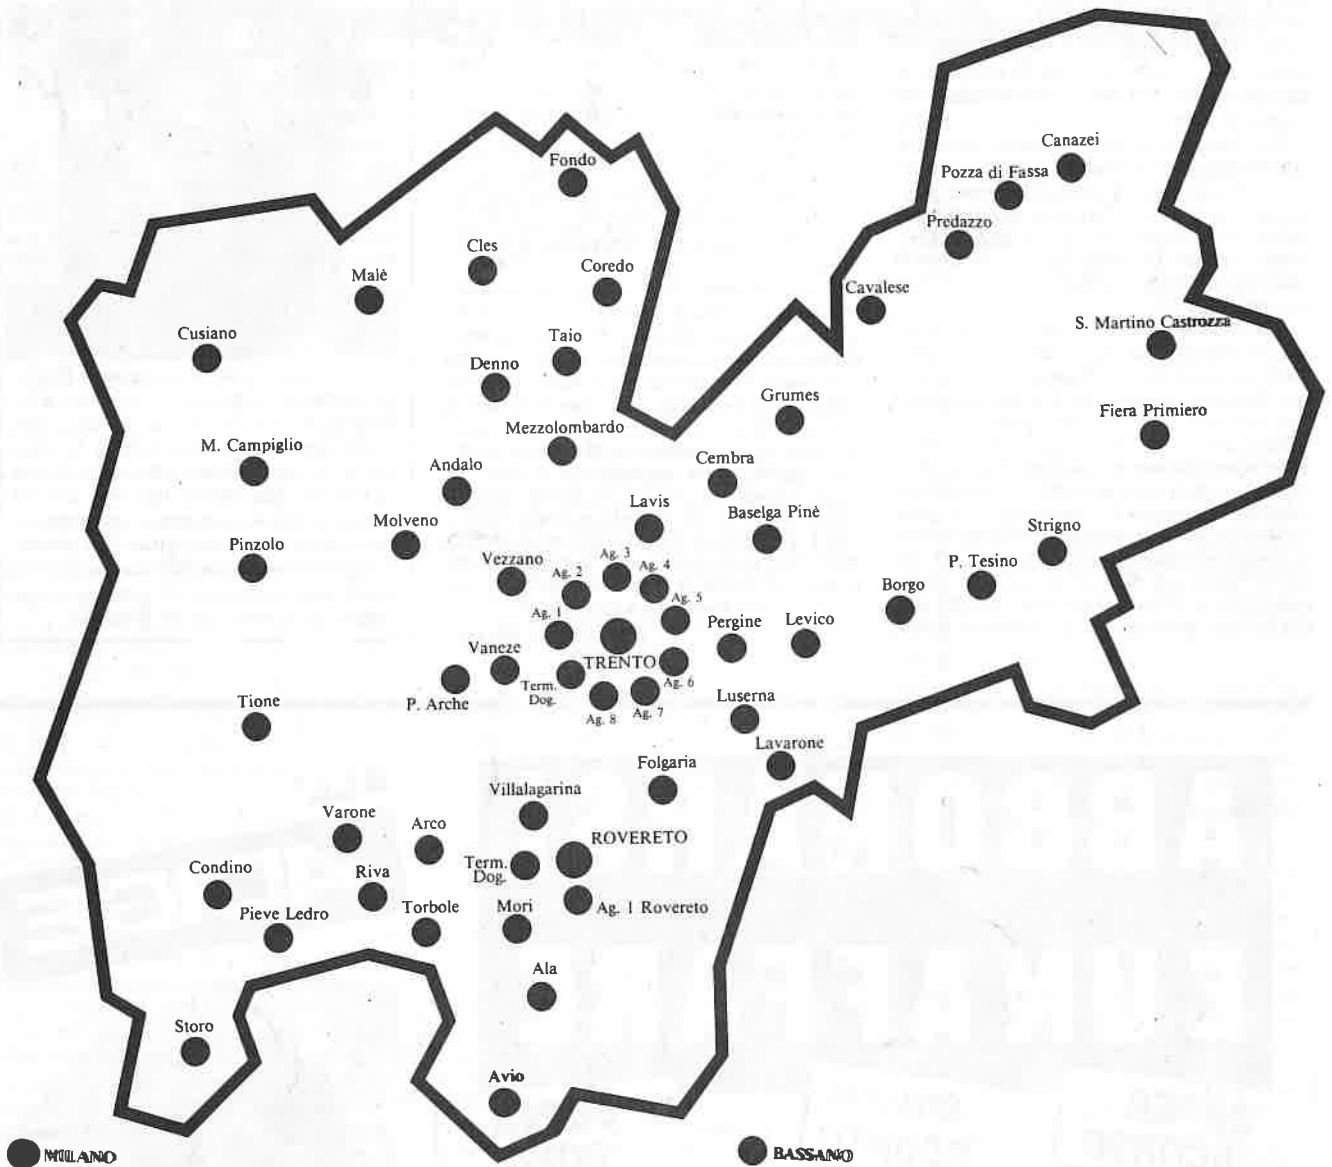 Canazei
Fondo
Pozza di Fassa
Predazzo
Cles
Coredo
Malè
Cavalese
Cusiano
S. Martino Castrozza
Taio
Denno
Grumes
Fiera Primiero
Mezzolombardo
M. Campiglio
Andalo
Cembra
Lavis
Baselga Pinè
Molveno
Strigno
Pinzolo
Vezzano
Ag. 2
Ag. 3
Ag. 4
P. Tesino
Borgo
Ag. 1
Ag. 5
Pergine
Levico
Vaneze
TRENTO
Term.
Dog.
Ag. 6
P. Arche
Ag. 8
Ag. 7
Luserna
Tione
Lavarone
Folgaria
Villalagarina
Varone
Arco
ROVERETO
Term.
Dog.
Condino
Riva
Pieve Ledro
Torbole
Mori
Ag. 1 Rovereto
Ala
Storo
Avio
MILANO
BASSANO